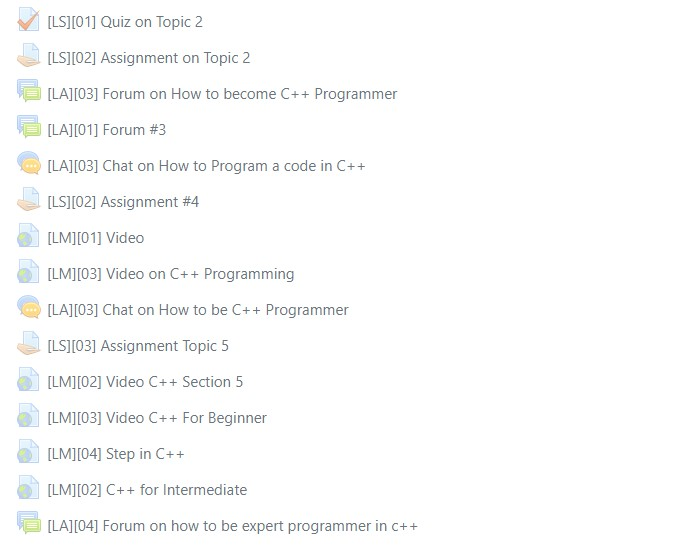 [LS][01] Quiz on Topic 2
[LS][02] Assignment on Topic 2
[LA][03] Forum on How to become C++ Programmer
[LA][01] Forum #3
[LA][03] Chat on How to Program a code in C++
[LS][02] Assignment #4
[LM][01] Video
[LM][03] Video on C++ Programming
[LA][03] Chat on How to be C++ Programmer
[LS][03] Assignment Topic 5
[LM][02] Video C++ Section 5
[LM][03] Video C++ For Beginner
[LM][04] Step in C++
[LM][02] C++ for Intermediate
[LA][04] Forum on how to be expert programmer in c++